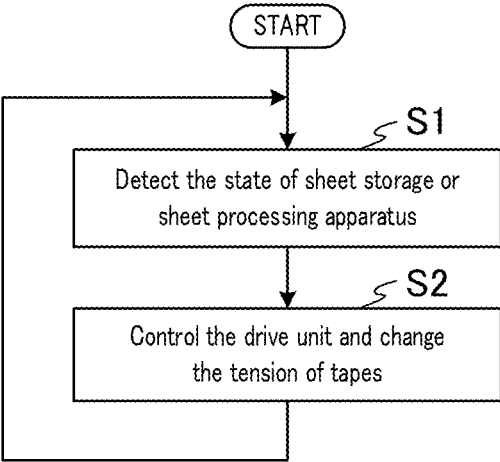 START
S1
Detect the state of sheet storage or
sheet processing apparatus
S2
Control the drive unit and change
the tension of tapes